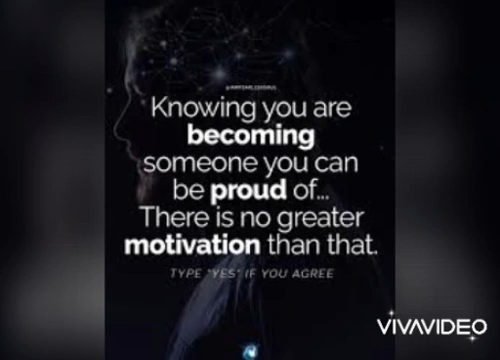 Knowing you are
becoming
someone you can
be proud of...
There is no greater
motivation than that.
TYPE "YES" IF YOU AGREE
VIVAVIDEO